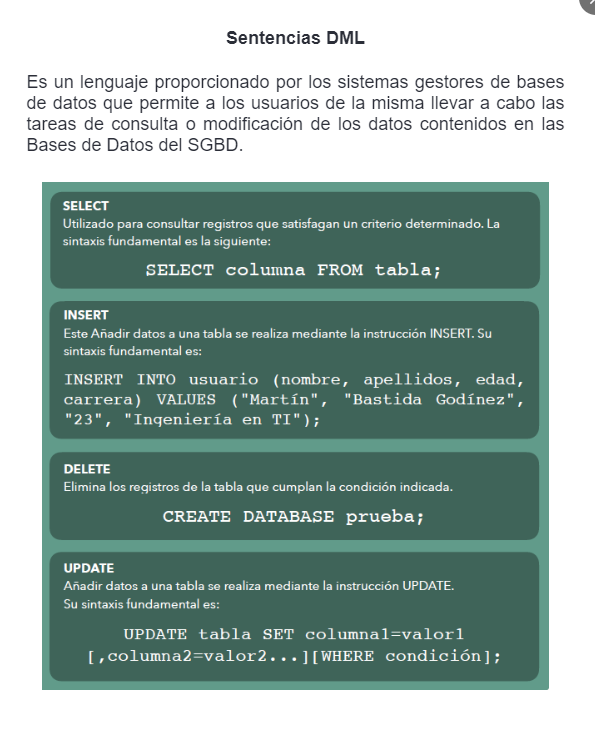 Sentencias DML
Es un lenguaje proporcionado por los sistemas gestores de bases
de datos que permite a los usuarios de la misma llevar a cabo las
tareas de consulta o modificación de los datos contenidos en las
Bases de Datos del SGBD.
SELECT
Utilizado para consultar registros que satisfagan un criterio determinado. La
sintaxis fundamental es la siguiente:
SELECT columna FROM tabla;
INSERT
Este Añadir datos a una tabla se realiza mediante la instrucción INSERT. Su
sintaxis fundamental es:
INSERT INTO usuario (nombre, apellidos, edad,
carrera) VALUES ("Martín", "Bastida Godínez",
"23", "Ingeniería en TI");
DELETE
Elimina los registros de la tabla que cumplan la condición indicada.
CREATE DATABASE prueba;
UPDATE
Añadir datos a una tabla se realiza mediante la instrucción UPDATE.
Su sintaxis fundamental es:
UPDATE tabla SET columna1=valor1
[,columna2=valor2...][WHERE condición];